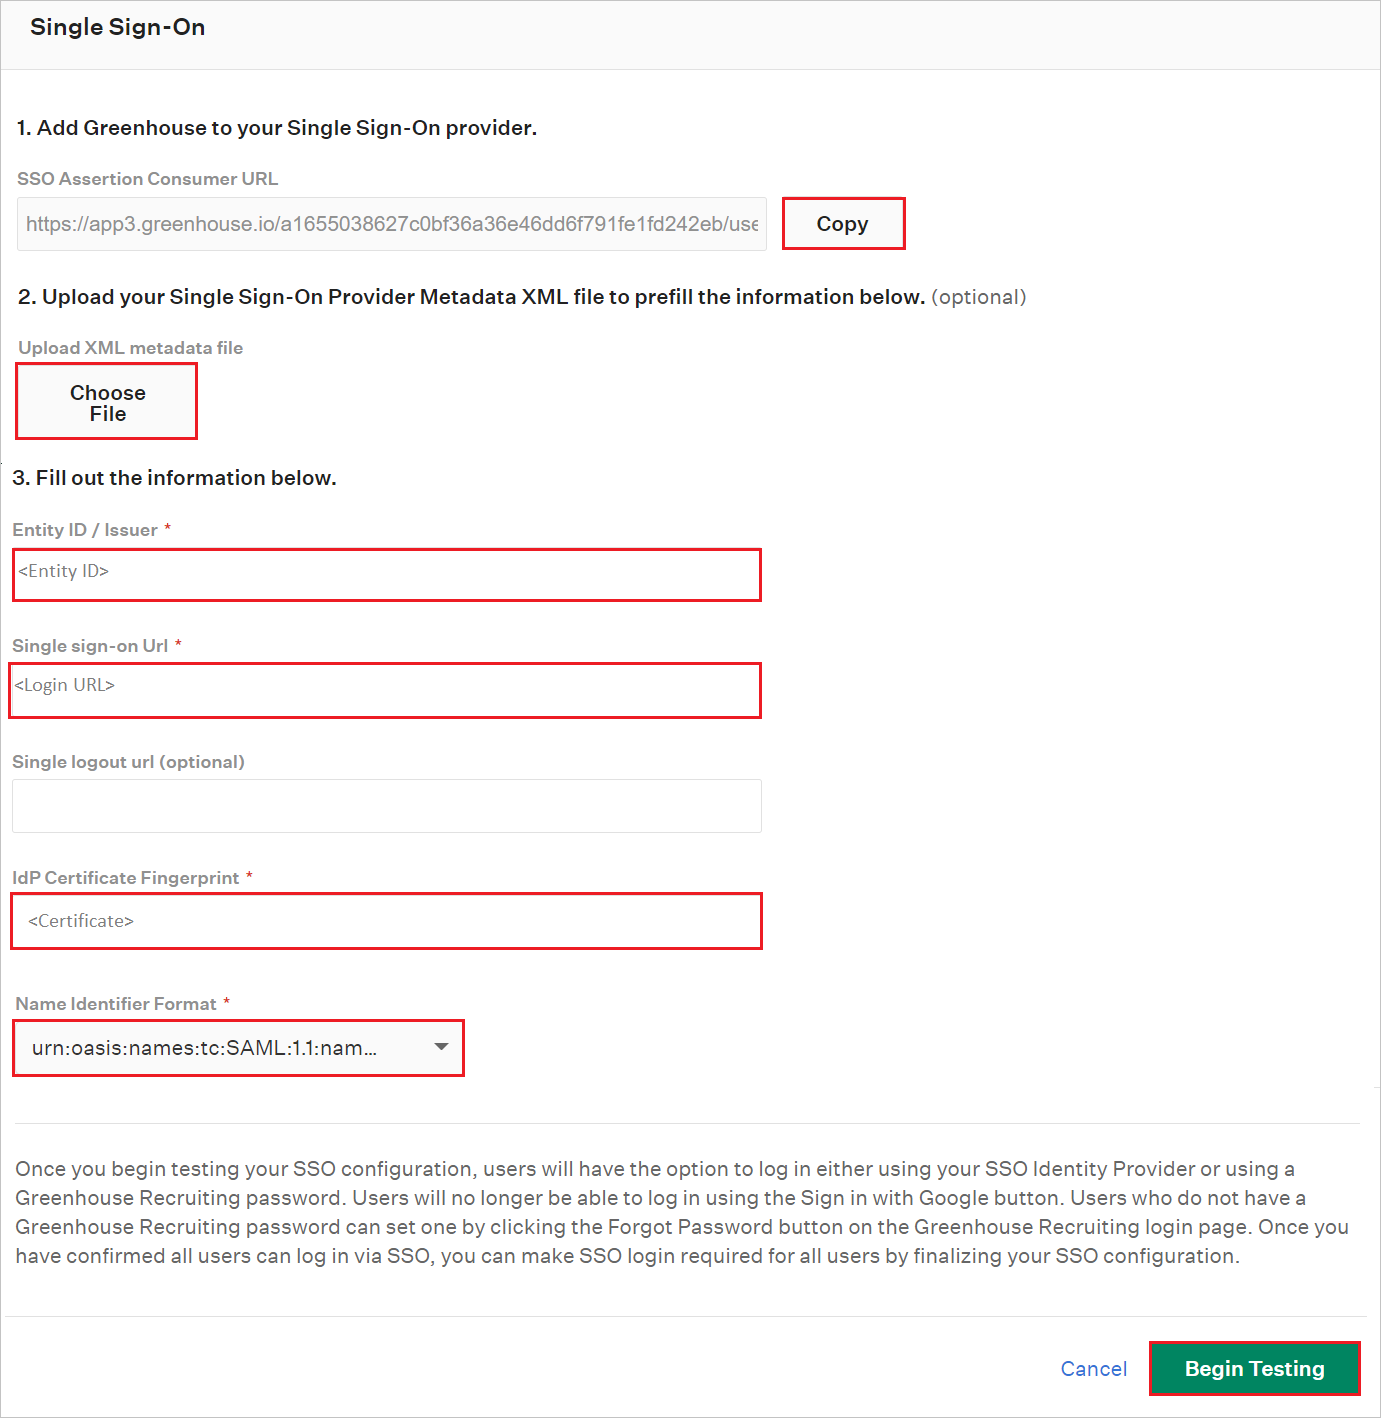 Single Sign-On
1. Add Greenhouse to your Single Sign-On provider.
SSO Assertion Consumer URL
https://app3.greenhouse.io/a1655038627c0bf36a36e46dd6f791fe1fd242eb/use
Copy
2. Upload your Single Sign-On Provider Metadata XML file to prefill the information below. (optional)
Upload XML metadata file
Choose
File
3. Fill out the information below.
Entity ID / Issuer *
<Entity ID>
Single sign-on Url *
<Login URL>
Single logout url (optional)
IdP Certificate Fingerprint *
<Certificate>
Name Identifier Format *
urn:oasis:names:tc:SAML:1.1:nam...
Once you begin testing your SSO configuration, users will have the option to log in either using your SSO Identity Provider or using a
Greenhouse Recruiting password. Users will no longer be able to log in using the Sign in with Google button. Users who do not have a
Greenhouse Recruiting password can set one by clicking the Forgot Password button on the Greenhouse Recruiting login page. Once you
have confirmed all users can log in via SSO, you can make SSO login required for all users by finalizing your SSO configuration.
Cancel
Begin Testing